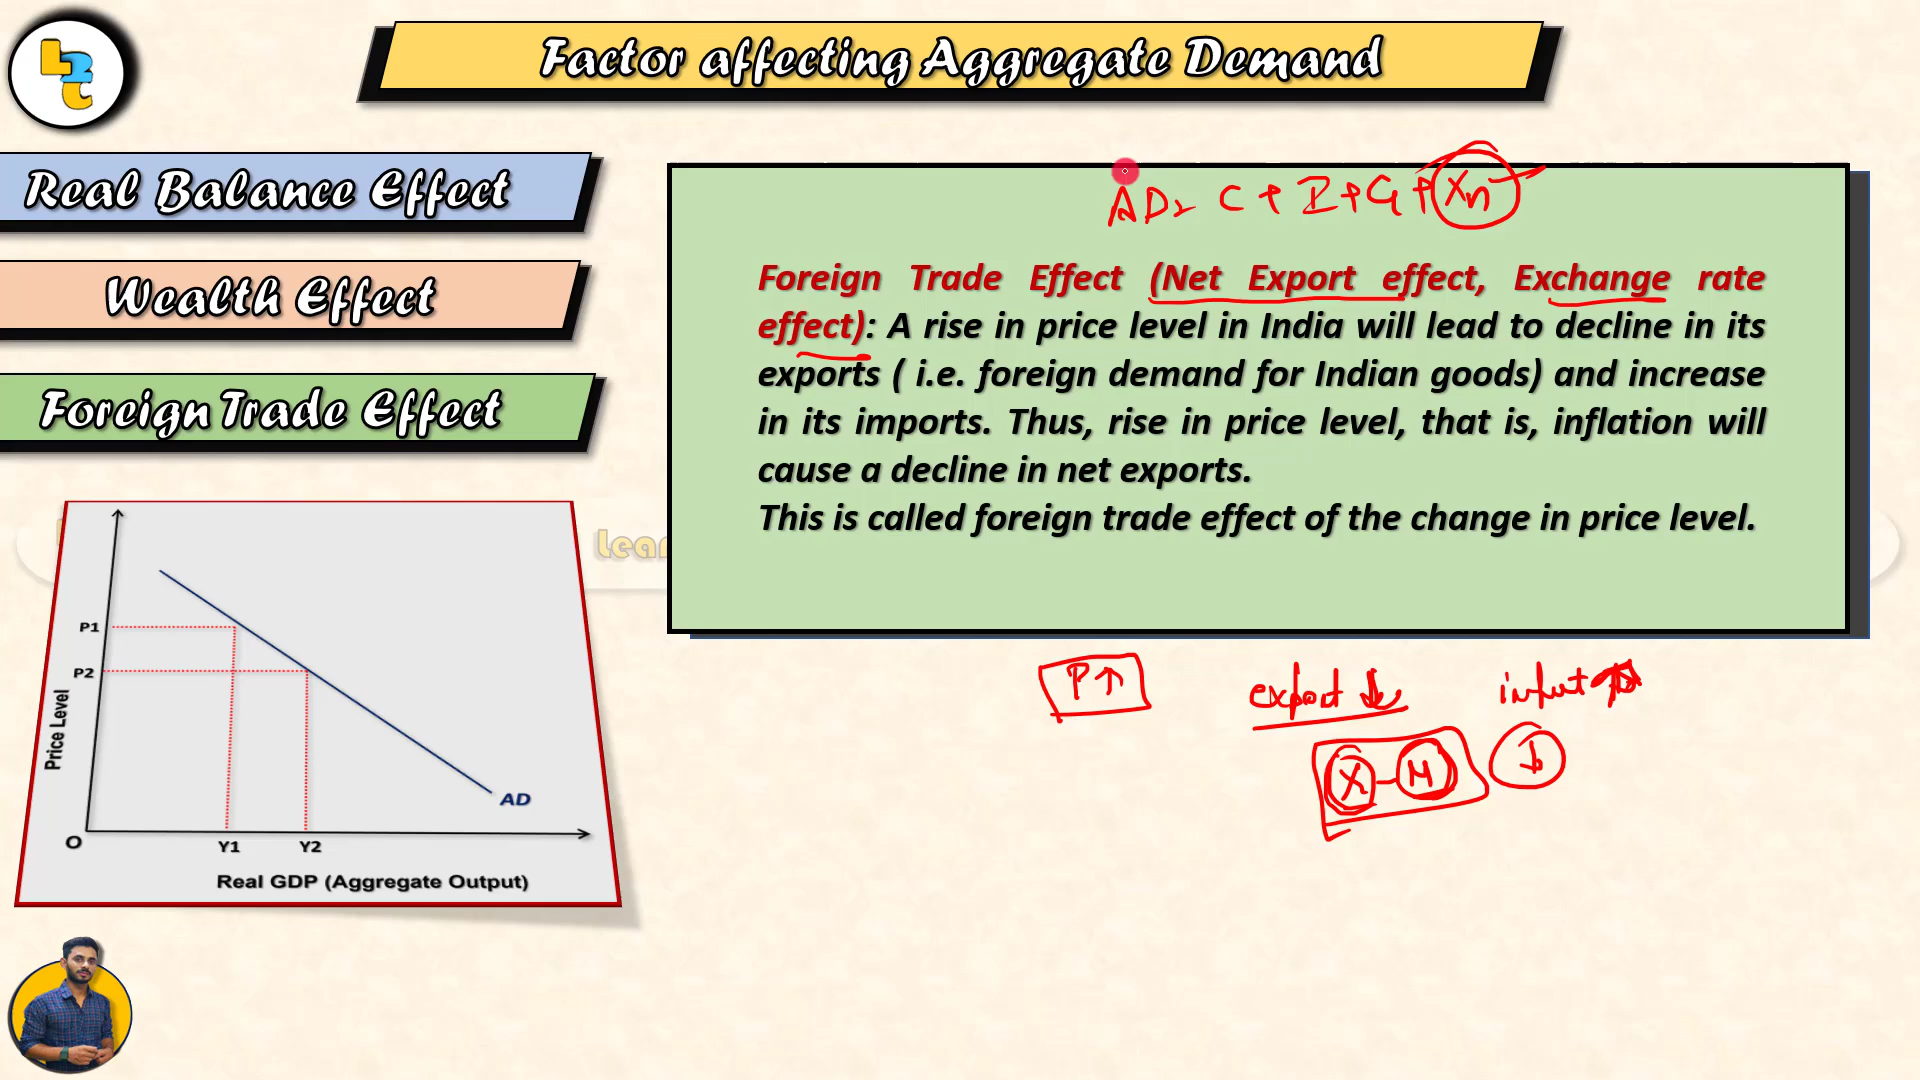 Factor affecting Aggregate Demand
L2C
Real Balance Effect
Wealth Effect
Foreign Trade Effect
AD = C + I + G + Xn
Foreign Trade Effect (Net Export effect, Exchange rate
effect): A rise in price level in India will lead to decline in its
exports ( i.e. foreign demand for Indian goods) and increase
in its imports. Thus, rise in price level, that is, inflation will
cause a decline in net exports.
This is called foreign trade effect of the change in price level.
Lear
P1
P2
Price Level
AD
O
Y1
Y2
Real GDP (Aggregate Output)
P↑
export ↓
import ↑
X - M ↓